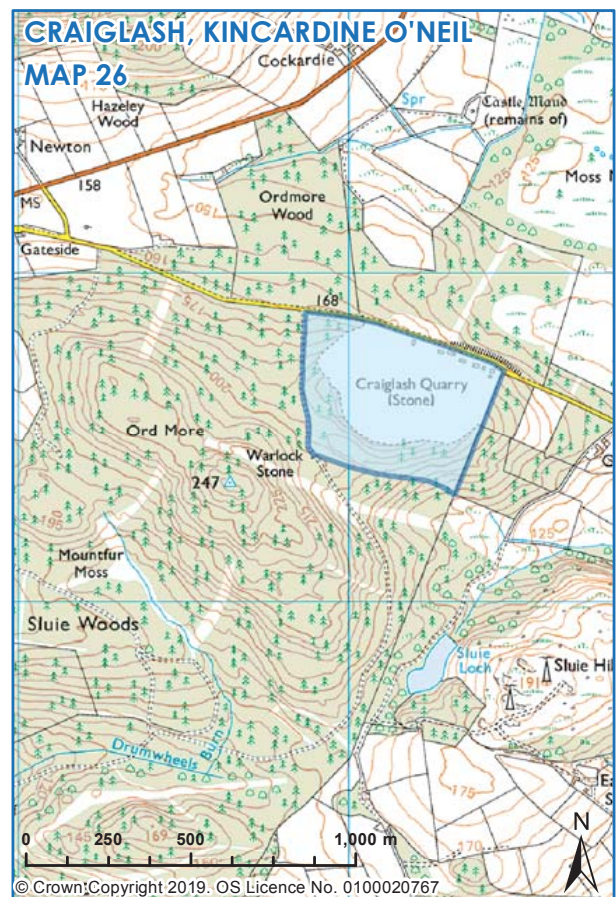 CRAIGLASH, KINCARDINE O'NEIL
MAP 26
Cockardie
Hazeley
Wood
Spr
Castle Maud
(remains of)
Newton
158
Moss
MS
Ordmore
Wood
150
125
Gateside
160
175
168
200
Craiglash Quarry
(Stone)
Ord More
Warlock
Stone
247
225
215
195
125
Mountfur
Moss
Sluie Woods
Sluie
Loch
Sluie Hil
191
Drumwheels Burn
175
145
169
170
0 250 500 1,000 m
N
© Crown Copyright 2019. OS Licence No. 0100020767